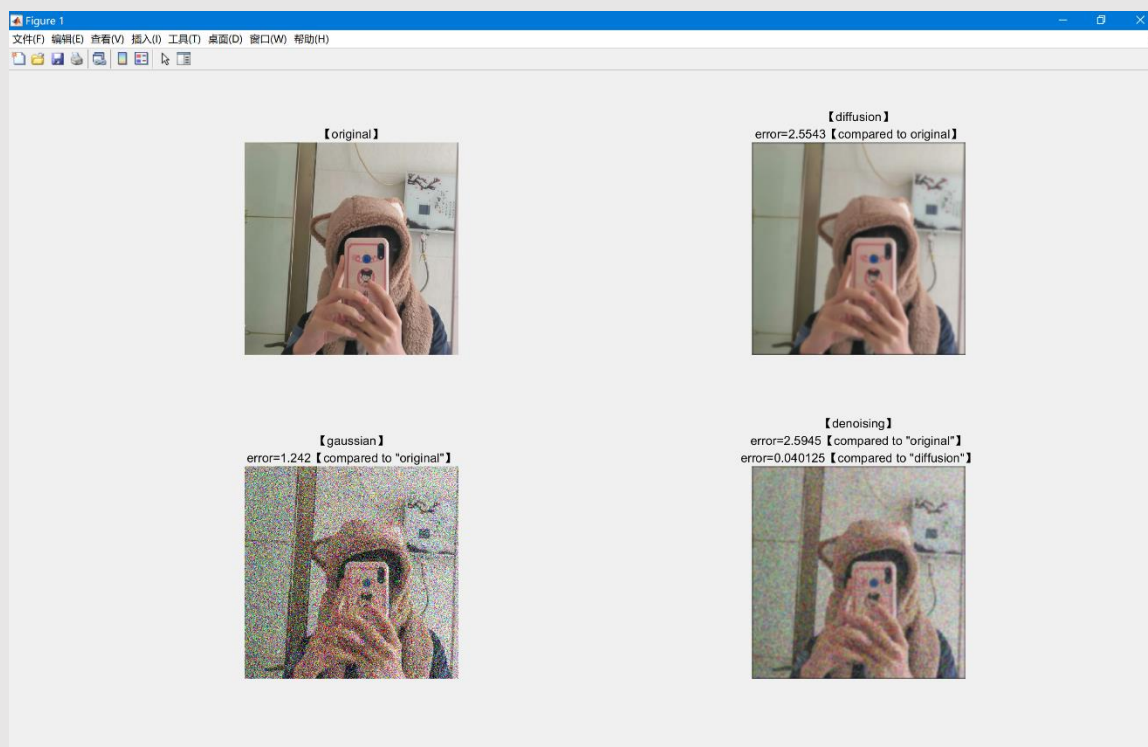 Figure 1
文件(F) 编辑(E) 查看(V) 插入(I) 工具(T) 桌面(D) 窗口(W) 帮助(H)
【original】
【diffusion】
error=2.5543【compared to original】
【gaussian】
error=1.242【compared to "original"】
【denoising】
error=2.5945【compared to "original"】
error=0.040125【compared to "diffusion"】